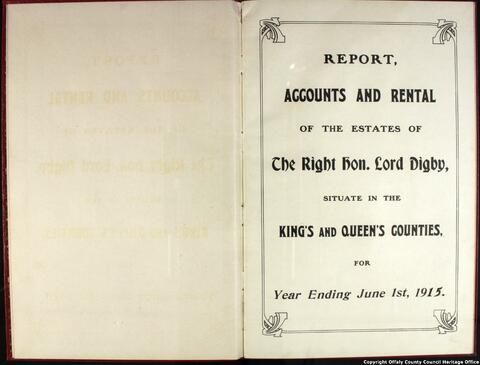 REPORT,
ACCOUNTS AND RENTAL
OF THE ESTATES OF
The Right Hon. Lord Digby,
SITUATE IN THE
KING'S AND QUEEN'S COUNTIES,
FOR
Year Ending June 1st, 1915.
Copyright Offaly County Council Heritage Office